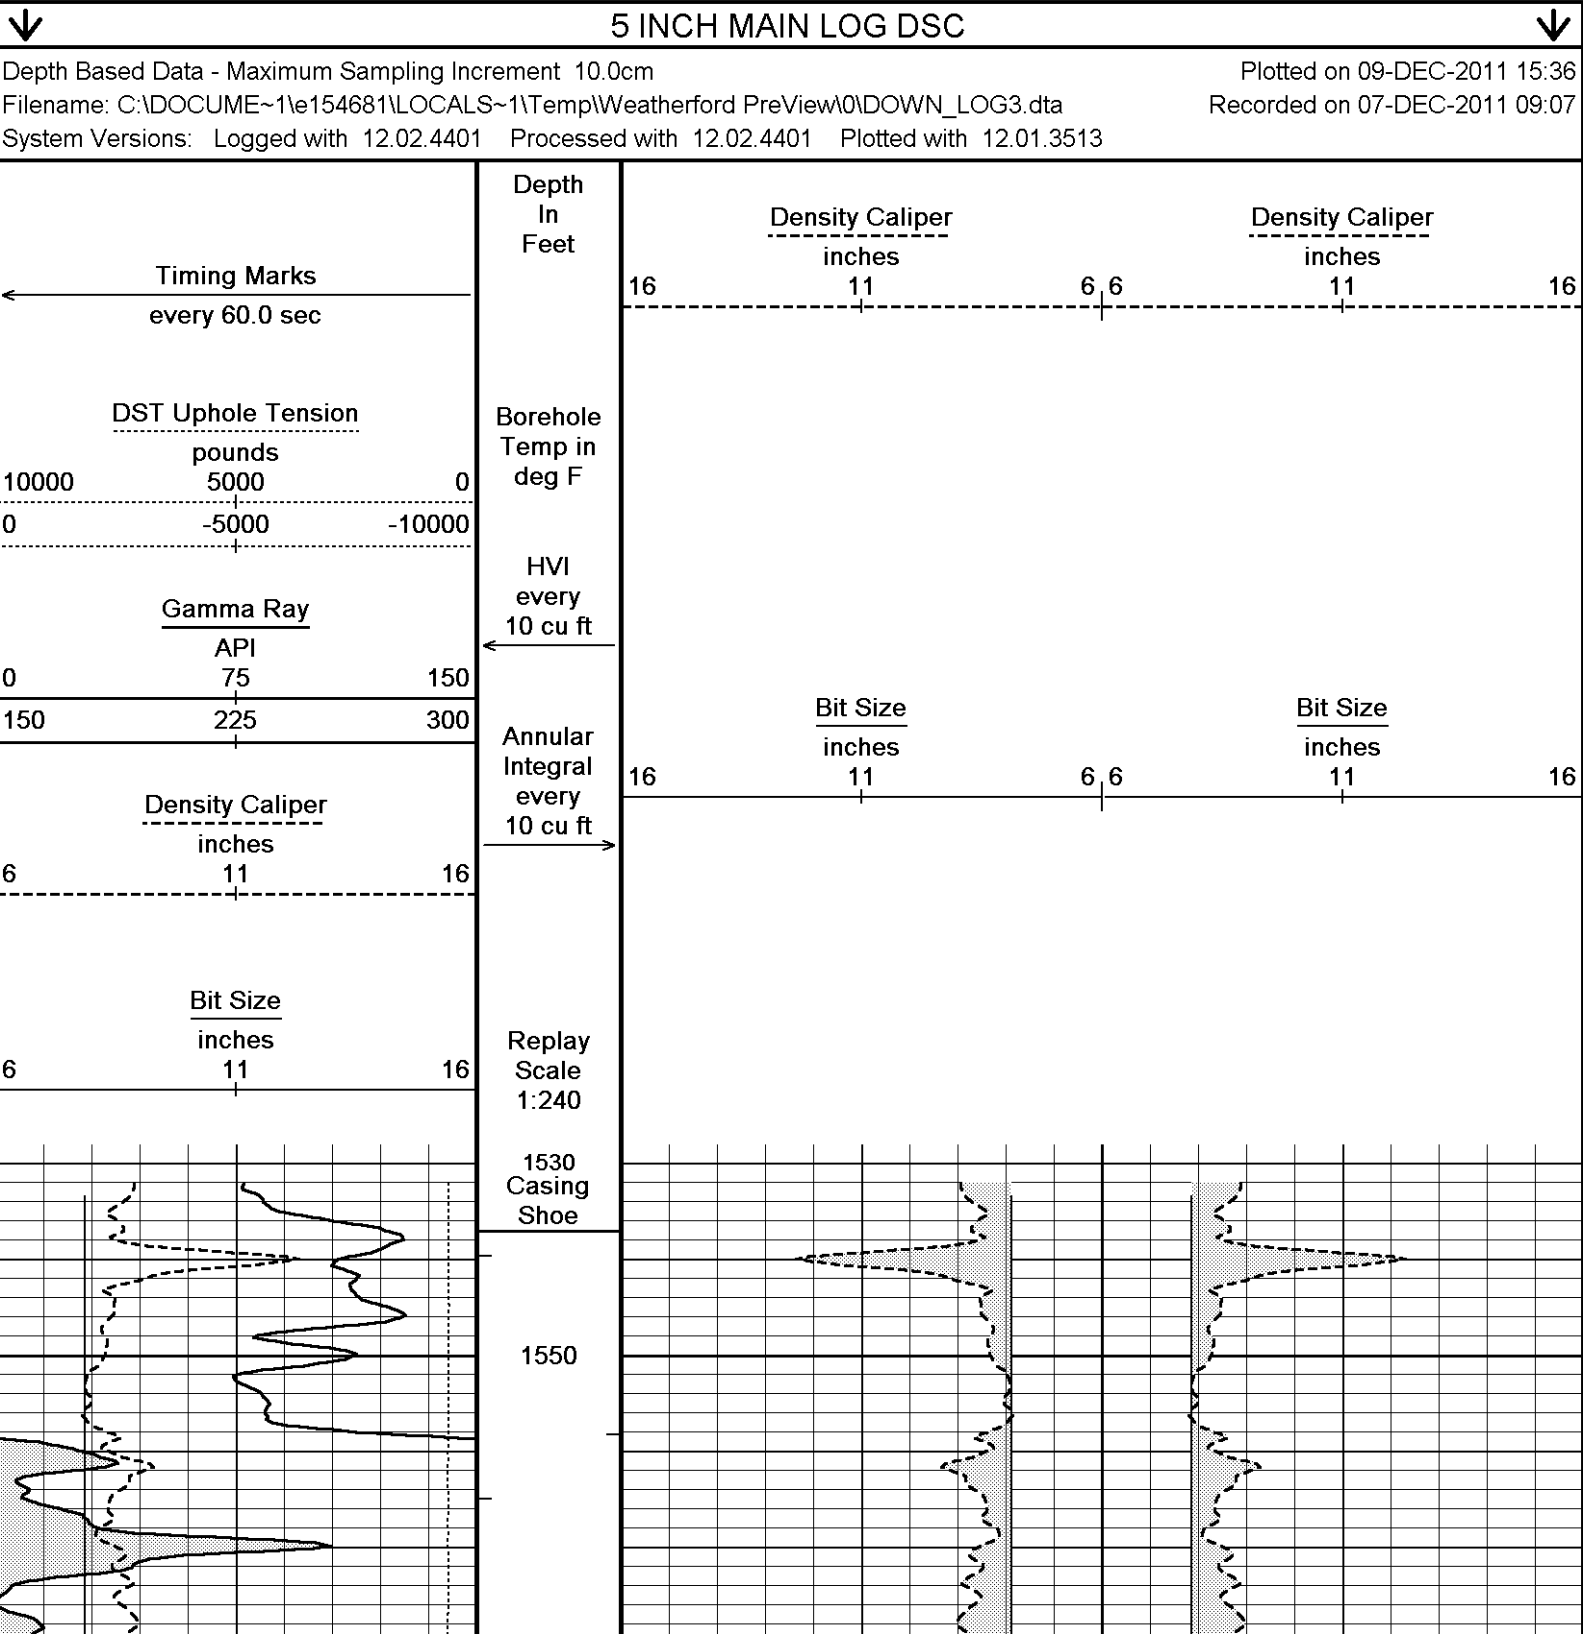 5 INCH MAIN LOG DSC
Depth Based Data - Maximum Sampling Increment 10.0cm
Plotted on 09-DEC-2011 15:36
Filename: C:\DOCUME~1\e154681\LOCALS~1\Temp\Weatherford PreView\0\DOWN_LOG3.dta
Recorded on 07-DEC-2011 09:07
System Versions: Logged with 12.02.4401 Processed with 12.02.4401 Plotted with 12.01.3513
Timing Marks
every 60.0 sec
DST Uphole Tension
pounds
10000 5000 0
0 -5000 -10000
Gamma Ray
API
0 75 150
150 225 300
Density Caliper
inches
6 11 16
Bit Size
inches
6 11 16
Depth
In
Feet
Borehole
Temp in
deg F
HVI
every
10 cu ft
Annular
Integral
every
10 cu ft
Replay
Scale
1:240
1530
Casing
Shoe
1550
Density Caliper
inches
16 11 6
Density Caliper
inches
6 11 16
Bit Size
inches
16 11 6
Bit Size
inches
6 11 16